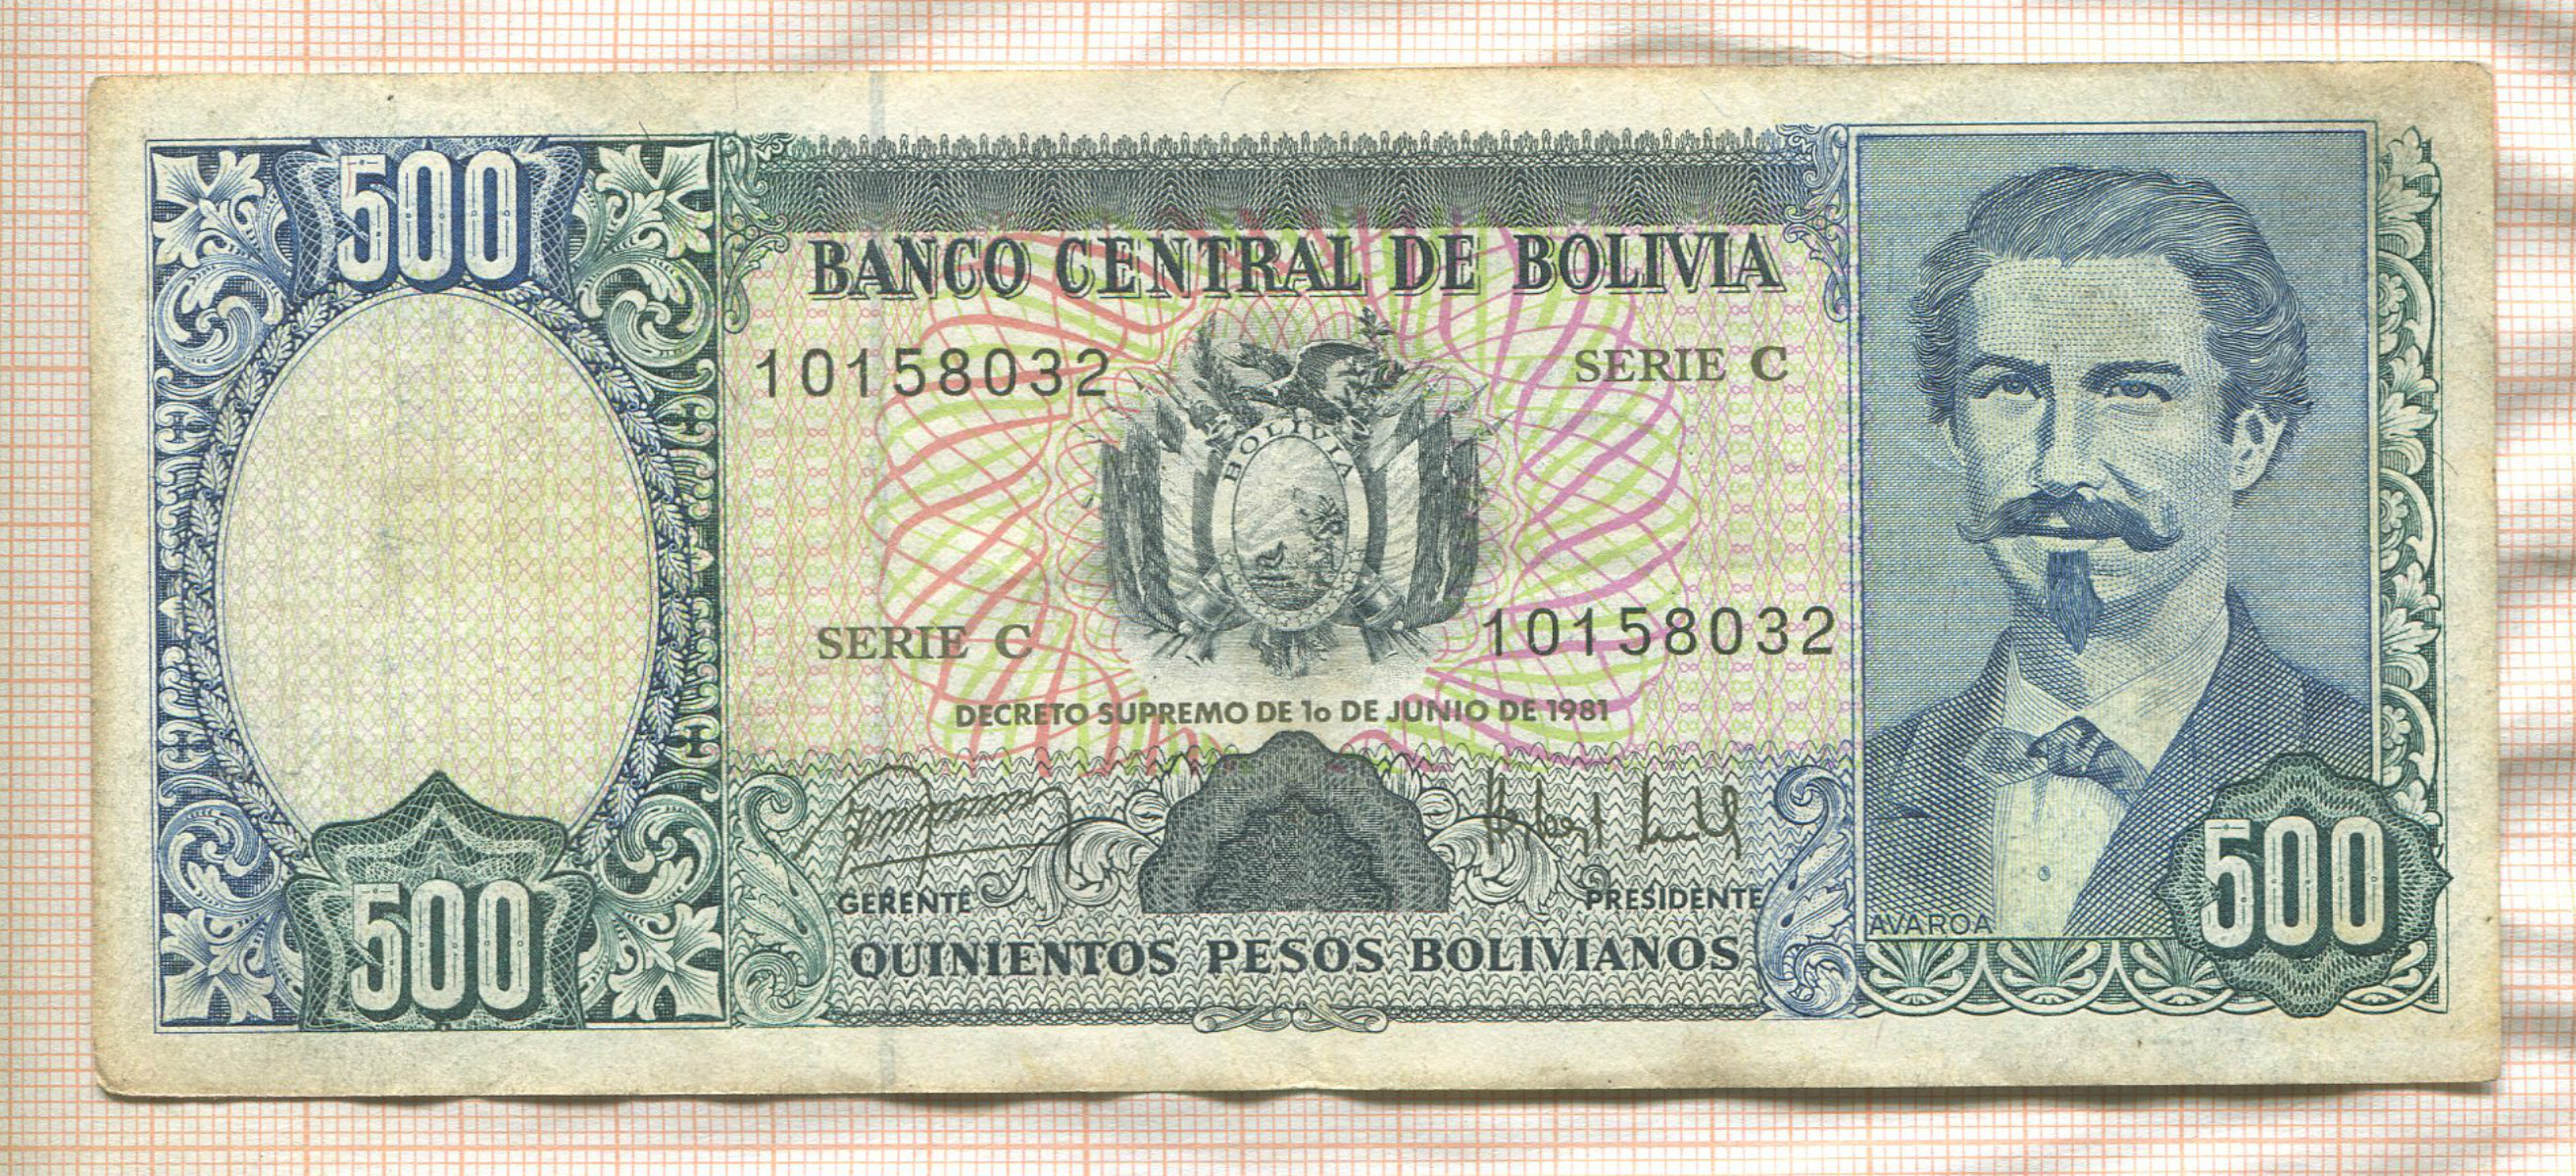 500
BANCO CENTRAL DE BOLIVIA
10158032
SERIE C
BOLIVIA
SERIE C
10158032
DECRETO SUPREMO DE 1o DE JUNIO DE 1981
GERENTE
PRESIDENTE
QUINIENTOS PESOS BOLIVIANOS
500
AVAROA
500